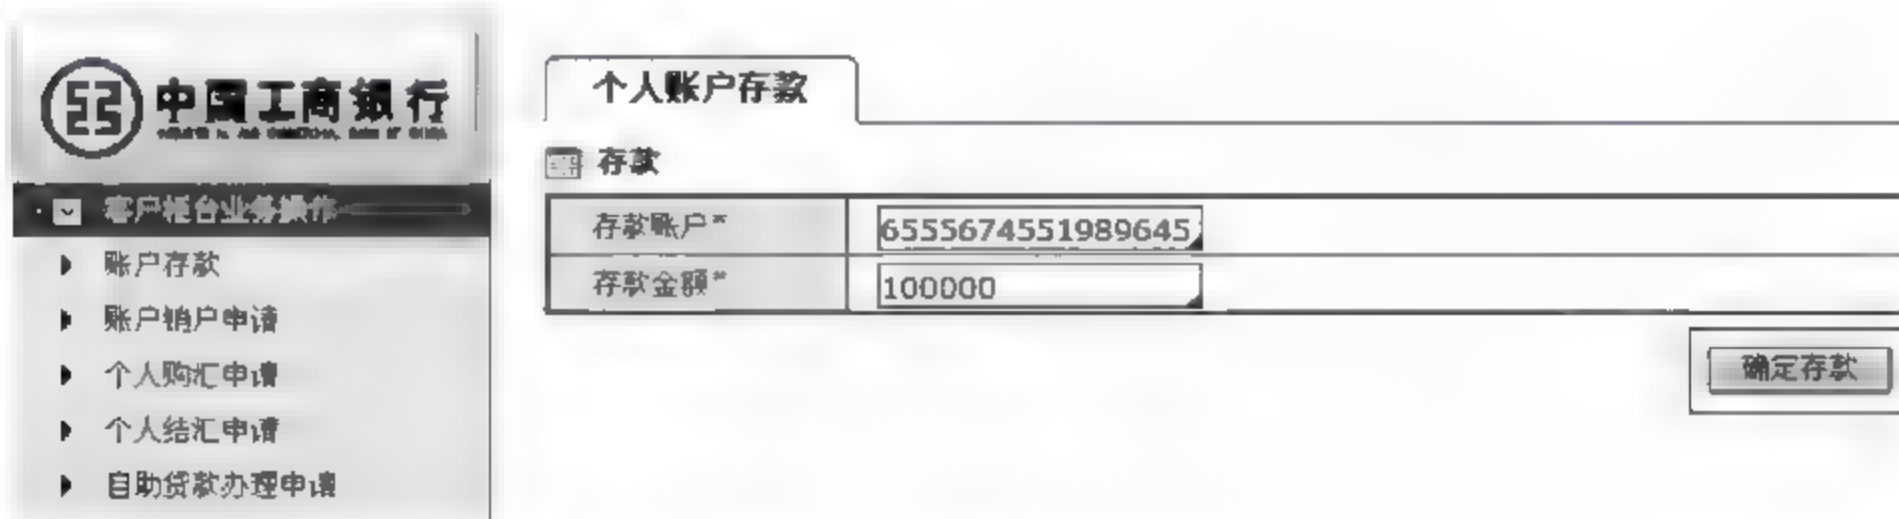 中国工商银行
客户柜台业务操作
账户存款
账户销户申请
个人购汇申请
个人结汇申请
自助贷款办理申请
个人账户存款
存款
存款账户* 6555674551989645
存款金额* 100000
确定存款